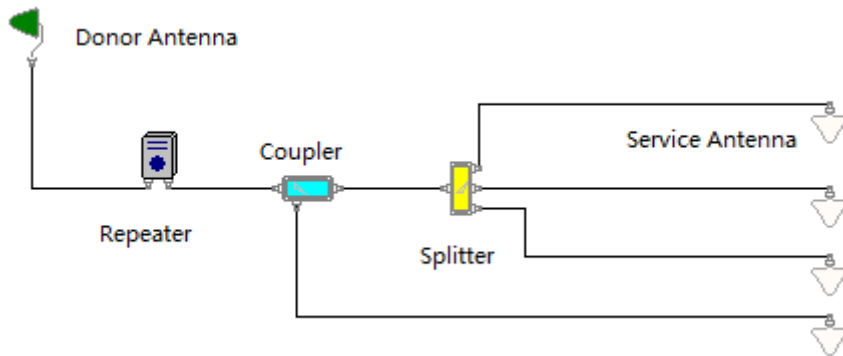 Donor Antenna
Service Antenna
Coupler
Repeater
Splitter